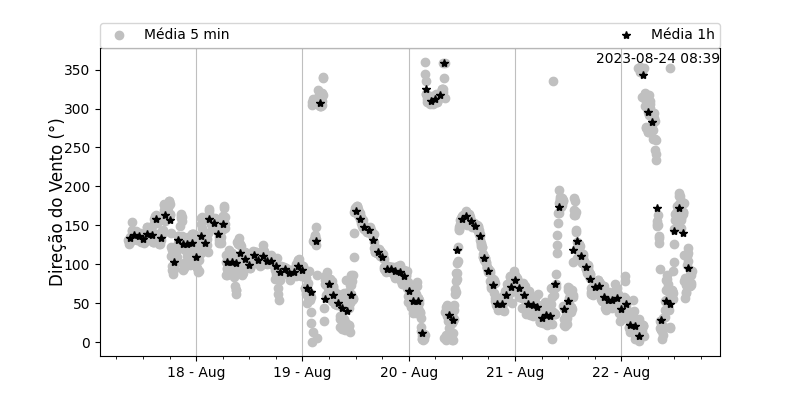 Média 5 min
Média 1h
2023-08-24 08:39
Direção do Vento (°)
350
300
250
200
150
100
50
0
18 - Aug
19 - Aug
20 - Aug
21 - Aug
22 - Aug